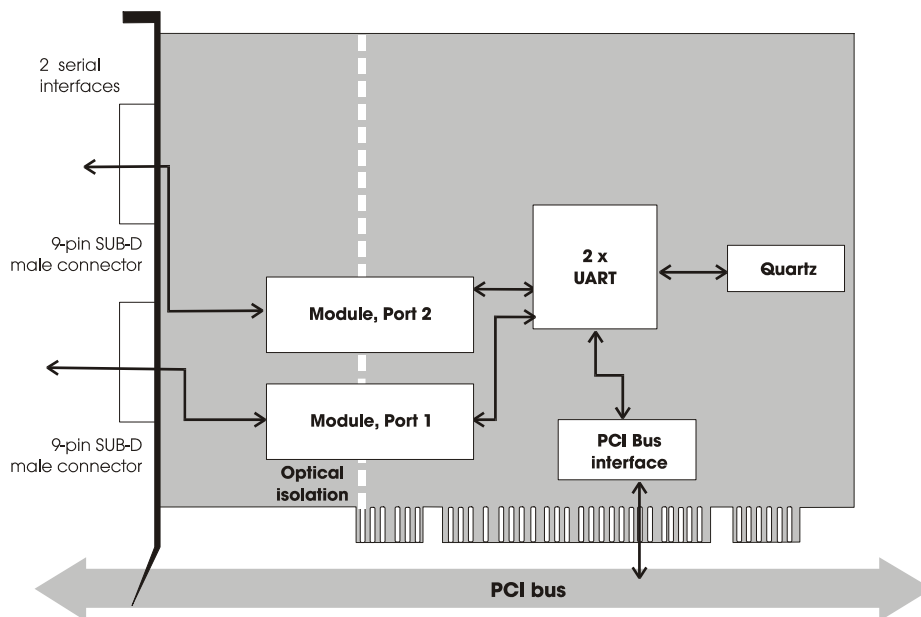 2 serial
interfaces
9-pin SUB-D
male connector
2 x
UART
Quartz
Module, Port 2
Module, Port 1
9-pin SUB-D
male connector
PCI Bus
interface
Optical
isolation
PCI bus